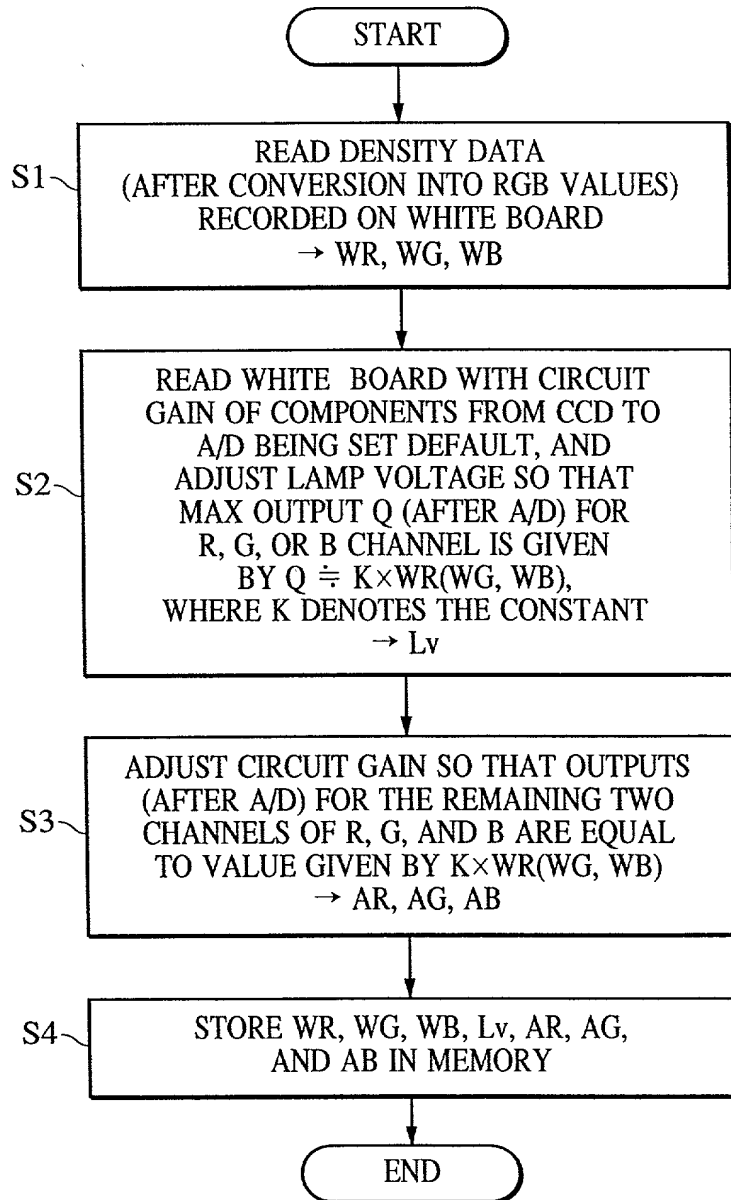 START
S1
READ DENSITY DATA
(AFTER CONVERSION INTO RGB VALUES)
RECORDED ON WHITE BOARD
→ WR, WG, WB
S2
READ WHITE BOARD WITH CIRCUIT
GAIN OF COMPONENTS FROM CCD TO
A/D BEING SET DEFAULT, AND
ADJUST LAMP VOLTAGE SO THAT
MAX OUTPUT Q (AFTER A/D) FOR
R, G, OR B CHANNEL IS GIVEN
BY Q ≒ K×WR(WG, WB),
WHERE K DENOTES THE CONSTANT
→ Lv
S3
ADJUST CIRCUIT GAIN SO THAT OUTPUTS
(AFTER A/D) FOR THE REMAINING TWO
CHANNELS OF R, G, AND B ARE EQUAL
TO VALUE GIVEN BY K×WR(WG, WB)
→ AR, AG, AB
S4
STORE WR, WG, WB, Lv, AR, AG,
AND AB IN MEMORY
END